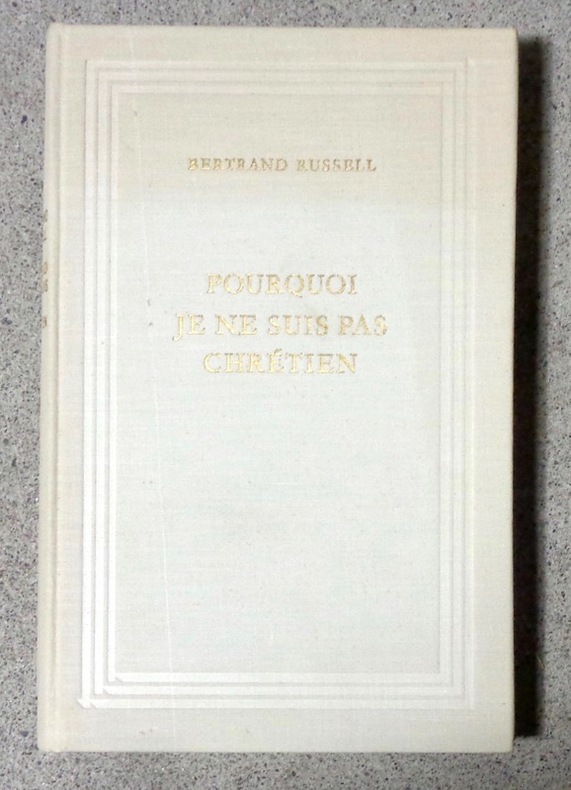 BERTRAND RUSSELL
POURQUOI
JE NE SUIS PAS
CHRÉTIEN